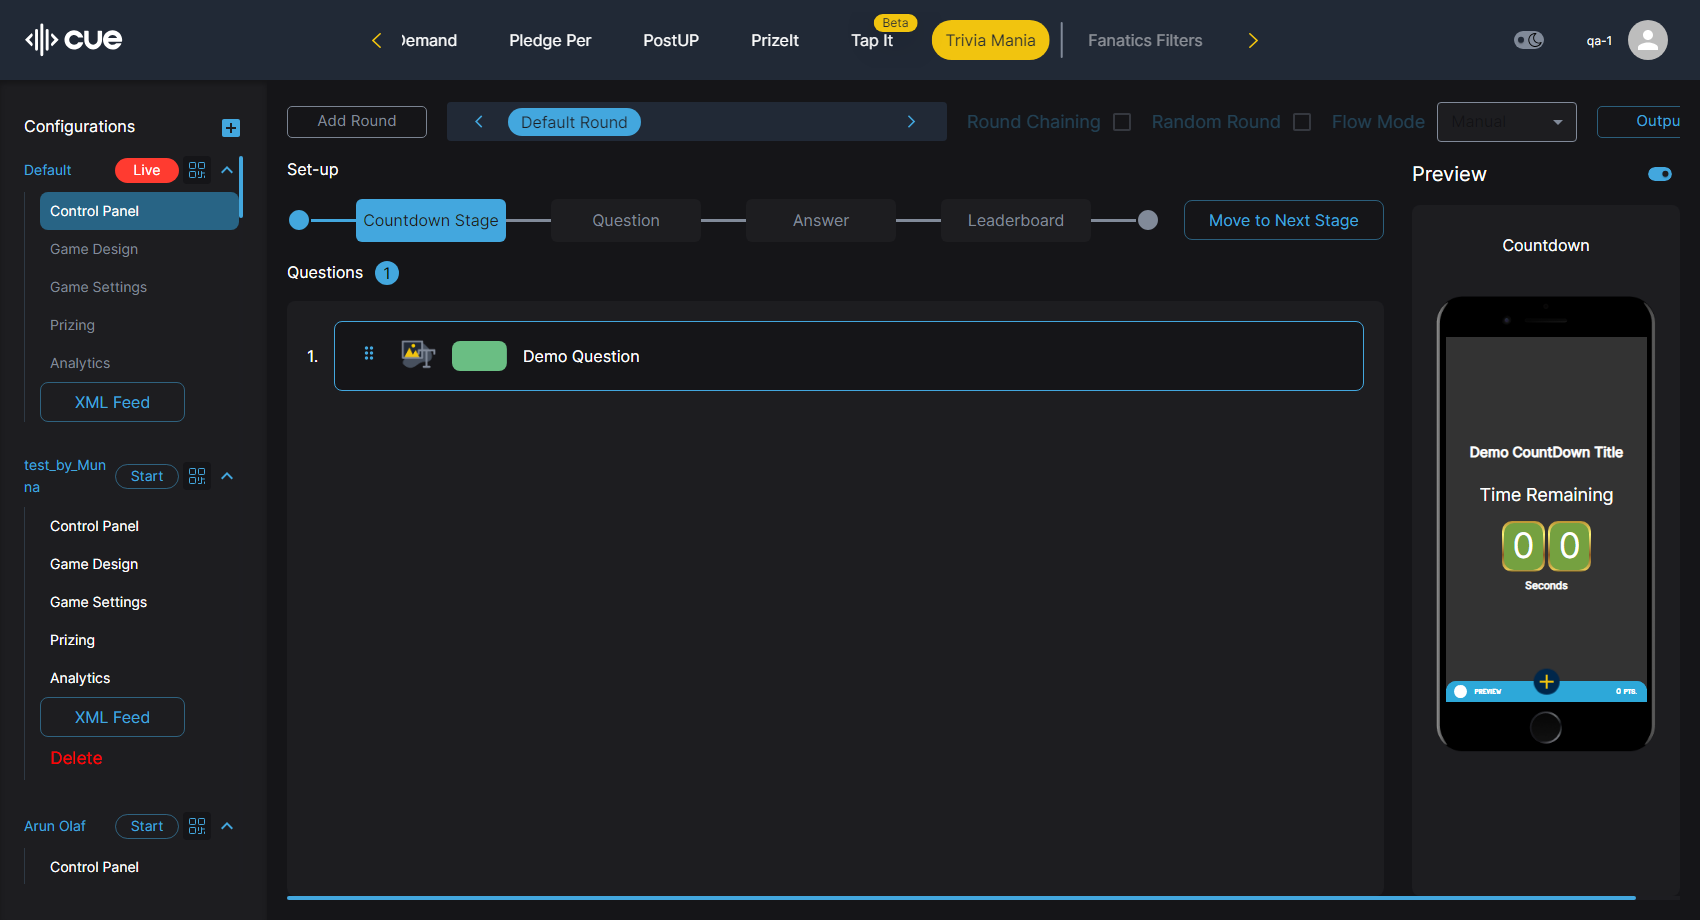 cue
Demand
Pledge Per
PostUP
PrizeIt
Tap It
Beta
Trivia Mania
Fanatics Filters
qa-1
Configurations
Default
Live
Control Panel
Game Design
Game Settings
Prizing
Analytics
XML Feed
test_by_Mun
na
Start
Control Panel
Game Design
Game Settings
Prizing
Analytics
XML Feed
Delete
Arun Olaf
Start
Control Panel
Add Round
Default Round
Round Chaining
Random Round
Flow Mode
Manual
Outpu
Set-up
Countdown Stage
Question
Answer
Leaderboard
Move to Next Stage
Questions 1
1.
Demo Question
Preview
Countdown
Demo CountDown Title
Time Remaining
0 0
Seconds
PREVIEW
0 PTS.